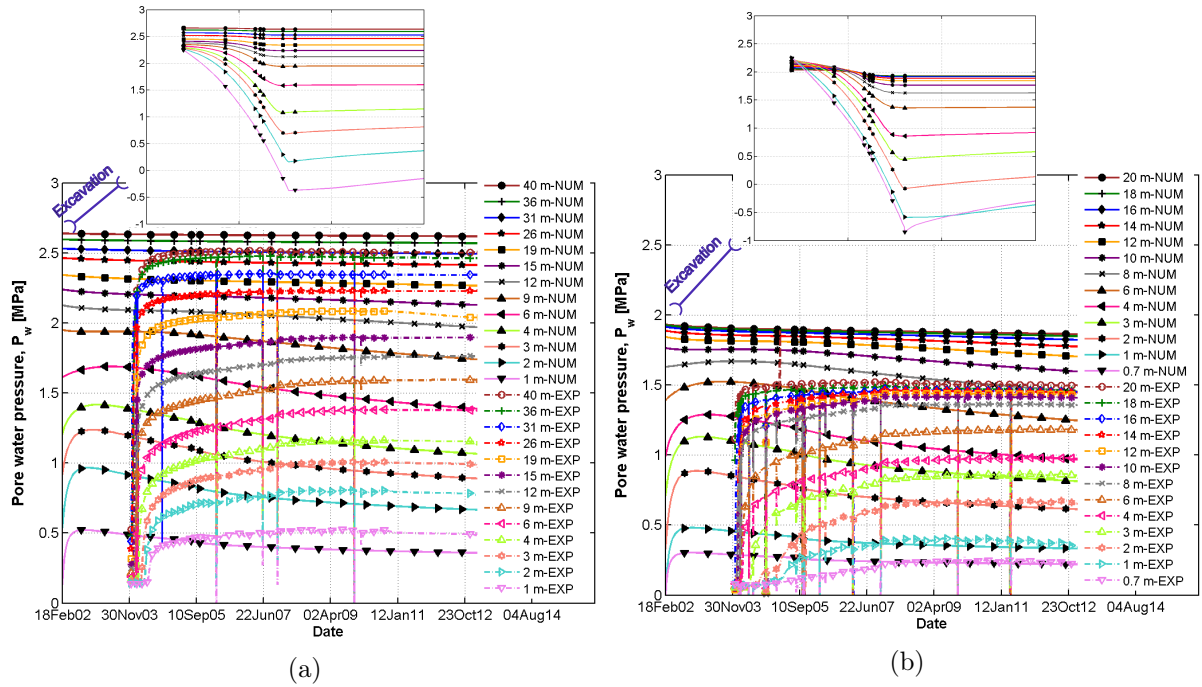 3
2.5
2
1.5
1
0.5
0
-0.5
-1
Excavation
3
2.5
2
1.5
1
0.5
0
Pore water pressure, P_w [MPa]
18Feb02 30Nov03 10Sep05 22Jun07 02Apr09 12Jan11 23Oct12 04Aug14
Date
40 m-NUM
36 m-NUM
31 m-NUM
26 m-NUM
19 m-NUM
15 m-NUM
12 m-NUM
9 m-NUM
6 m-NUM
4 m-NUM
3 m-NUM
2 m-NUM
1 m-NUM
40 m-EXP
36 m-EXP
31 m-EXP
26 m-EXP
19 m-EXP
15 m-EXP
12 m-EXP
9 m-EXP
6 m-EXP
4 m-EXP
3 m-EXP
2 m-EXP
1 m-EXP
(a)
3
2.5
2
1.5
1
0.5
0
-0.5
-1
Excavation
3
2.5
2
1.5
1
0.5
0
Pore water pressure, P_w [MPa]
18Feb02 30Nov03 10Sep05 22Jun07 02Apr09 12Jan11 23Oct12 04Aug14
Date
20 m-NUM
18 m-NUM
16 m-NUM
14 m-NUM
12 m-NUM
10 m-NUM
8 m-NUM
6 m-NUM
4 m-NUM
3 m-NUM
2 m-NUM
1 m-NUM
0.7 m-NUM
20 m-EXP
18 m-EXP
16 m-EXP
14 m-EXP
12 m-EXP
10 m-EXP
8 m-EXP
6 m-EXP
4 m-EXP
3 m-EXP
2 m-EXP
1 m-EXP
0.7 m-EXP
(b)